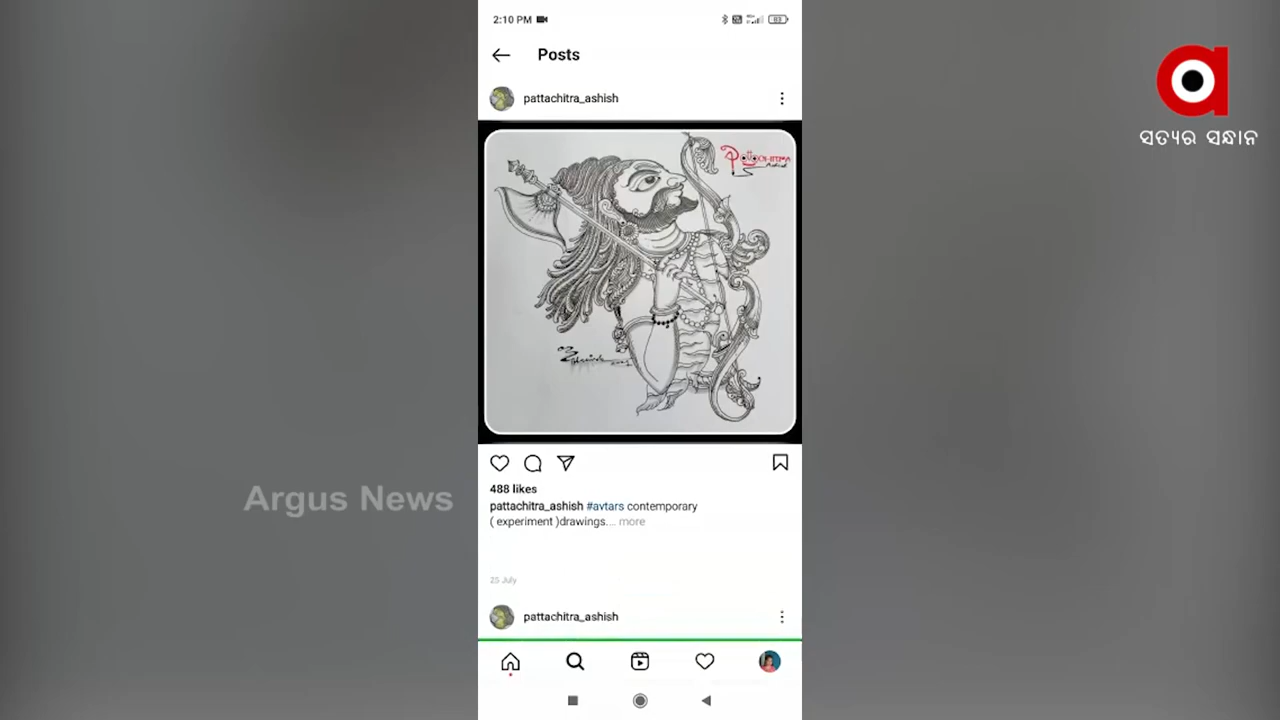 2:10 PM
83
Posts
pattachitra_ashish
ସତ୍ୟର ସନ୍ଧାନ
488 likes
pattachitra_ashish #avtars contemporary
( experiment )drawings... more
Argus News
25 July
pattachitra_ashish